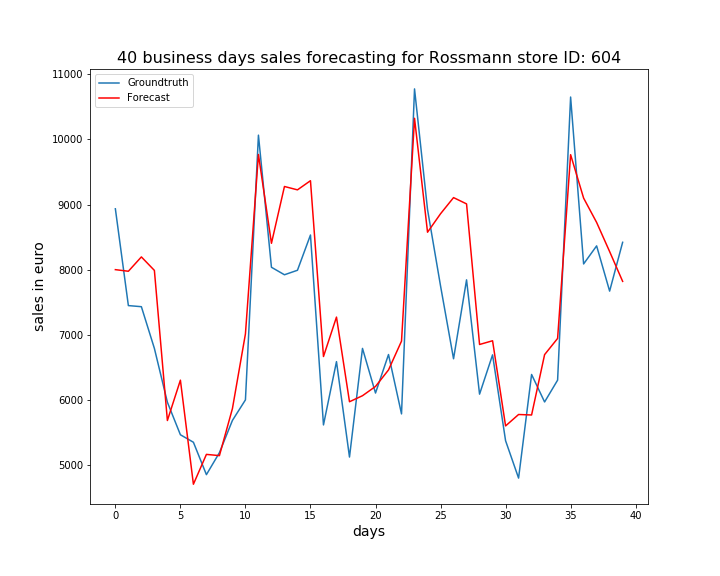 40 business days sales forecasting for Rossmann store ID: 604
Groundtruth
Forecast
11000
10000
9000
8000
7000
6000
5000
sales in euro
0 5 10 15 20 25 30 35 40
days